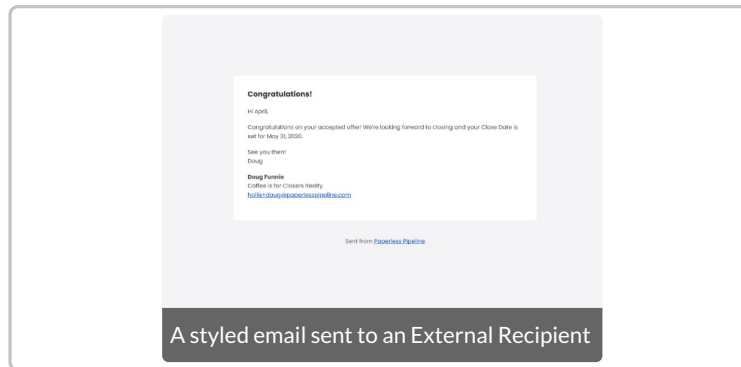 Congratulations!
Hi April,
Congratulations on your accepted offer! We're looking forward to closing and your Close Date is
set for May 31, 2020.
See you then!
Doug
Doug Funnie
Coffee is for Closers Realty
hollie+doug@paperlesspipeline.com
Sent from Paperless Pipeline
A styled email sent to an External Recipient